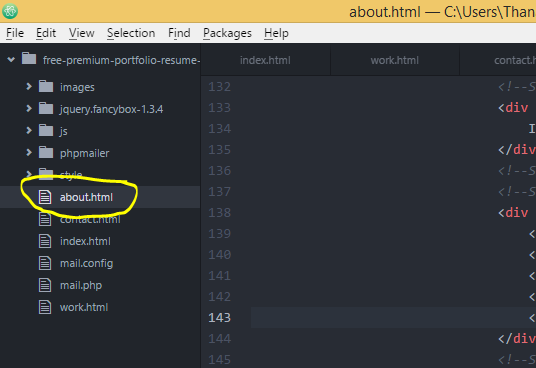 about.html — C:\Users\Than
File Edit View Selection Find Packages Help
free-premium-portfolio-resume-
images
jquery.fancybox-1.3.4
js
phpmailer
style
about.html
contact.html
index.html
mail.config
mail.php
work.html
index.html work.html contact.h
132 <!--S
133 <div
134 I
135 </div
136 <!--S
137 <!--S
138 <div
139 <
140 <
141 <
142 <
143 <
144 </div
145 <!--S